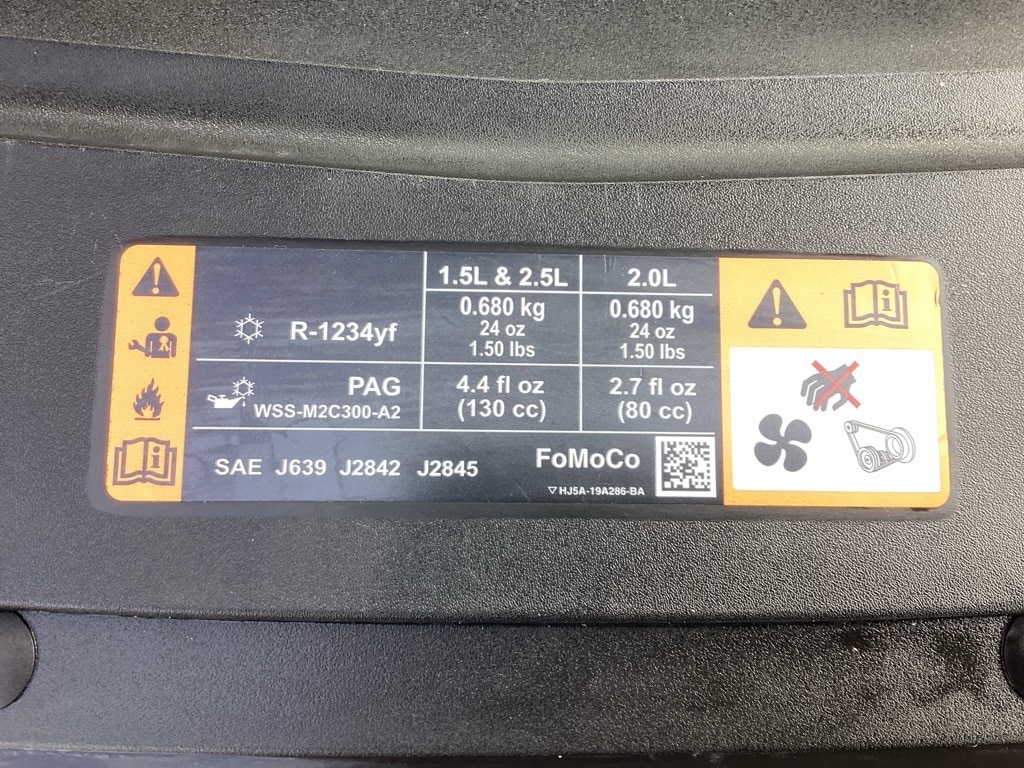 1.5L & 2.5L 2.0L
R-1234yf 0.680 kg 0.680 kg
24 oz 24 oz
1.50 lbs 1.50 lbs
PAG 4.4 fl oz 2.7 fl oz
WSS-M2C300-A2 (130 cc) (80 cc)
SAE J639 J2842 J2845 FoMoCo
HJ5A-19A286-BA